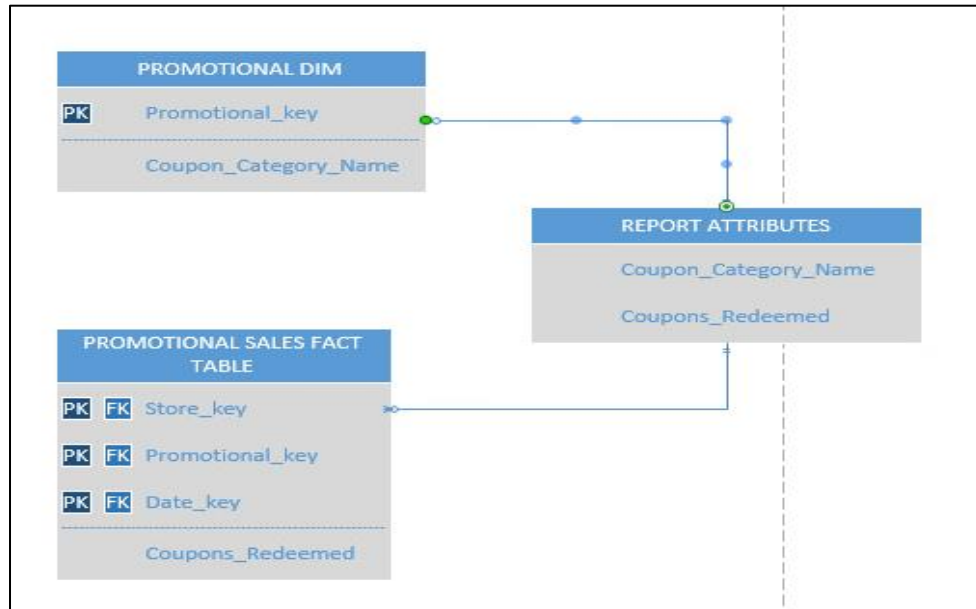 PROMOTIONAL DIM
PK Promotional_key
Coupon_Category_Name
REPORT ATTRIBUTES
Coupon_Category_Name
Coupons_Redeemed
PROMOTIONAL SALES FACT
TABLE
PK FK Store_key
PK FK Promotional_key
PK FK Date_key
Coupons_Redeemed